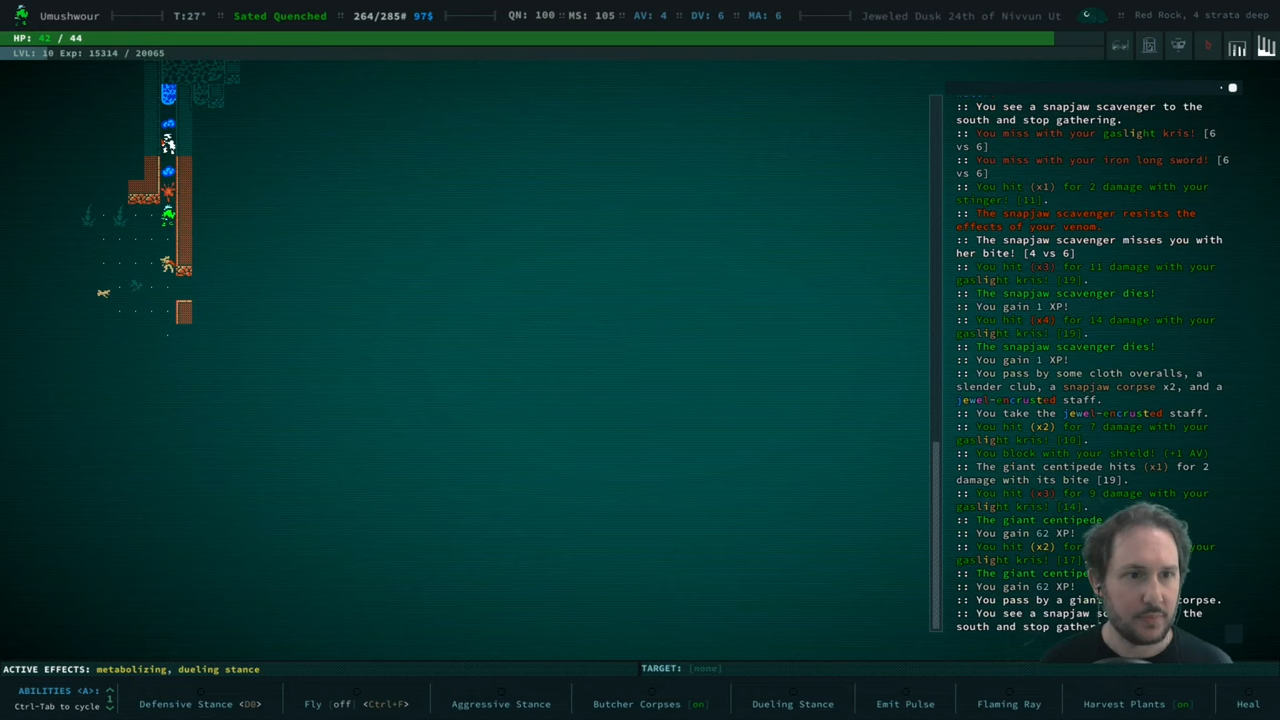 Umushwour T:27° :: Sated Quenched :: 264/285# 97$ QN: 100 :: MS: 105 :: AV: 4 :: DV: 6 :: MA: 6 Jeweled Dusk 24th of Nivvun Ut :: Red Rock, 4 strata deep
HP: 42 / 44
LVL: 10 Exp: 15314 / 20065
:: You see a snapjaw scavenger to the
south and stop gathering.
:: You miss with your gaslight kris! [6
vs 6]
:: You miss with your iron long sword! [6
vs 6]
:: You hit (x1) for 2 damage with your
stinger! [11].
:: The snapjaw scavenger resists the
effects of your venom.
:: The snapjaw scavenger misses you with
her bite! [4 vs 6]
:: You hit (x3) for 11 damage with your
gaslight kris! [19].
:: The snapjaw scavenger dies!
:: You gain 1 XP!
:: You hit (x4) for 14 damage with your
gaslight kris! [19].
:: The snapjaw scavenger dies!
:: You gain 1 XP!
:: You pass by some cloth overalls, a
slender club, a snapjaw corpse x2, and a
jewel-encrusted staff.
:: You take the jewel-encrusted staff.
:: You hit (x2) for 7 damage with your
gaslight kris! [10].
:: You block with your shield! (+1 AV)
:: The giant centipede hits (x1) for 2
damage with its bite [19].
:: You hit (x3) for 9 damage with your
gaslight kris! [14].
:: The giant centipede
:: You gain 62 XP!
:: You hit (x2) for your
gaslight kris! [17].
:: The giant centip
:: You gain 62 XP!
:: You pass by a gian corpse.
:: You see a snapjaw sc the
south and stop gather
ACTIVE EFFECTS: metabolizing, dueling stance TARGET: [none]
ABILITIES <A>: 1
Ctrl-Tab to cycle
Defensive Stance <D0> Fly [off] <Ctrl+F> Aggressive Stance Butcher Corpses [on] Dueling Stance Emit Pulse Flaming Ray Harvest Plants [on] Heal